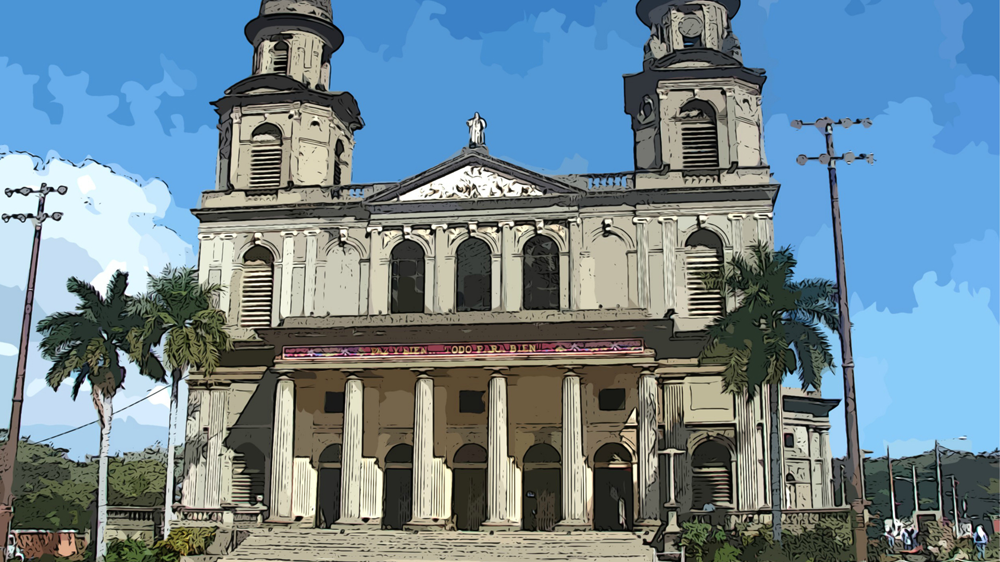 PAZ Y BIEN... TODO PARA BIEN"